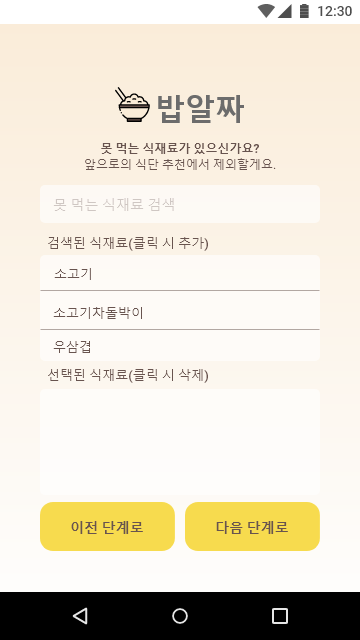 12:30
밥알짜
못 먹는 식재료가 있으신가요?
앞으로의 식단 추천에서 제외할게요.
못 먹는 식재료 검색
검색된 식재료(클릭 시 추가)
소고기
소고기차돌박이
우삼겹
선택된 식재료(클릭 시 삭제)
이전 단계로
다음 단계로